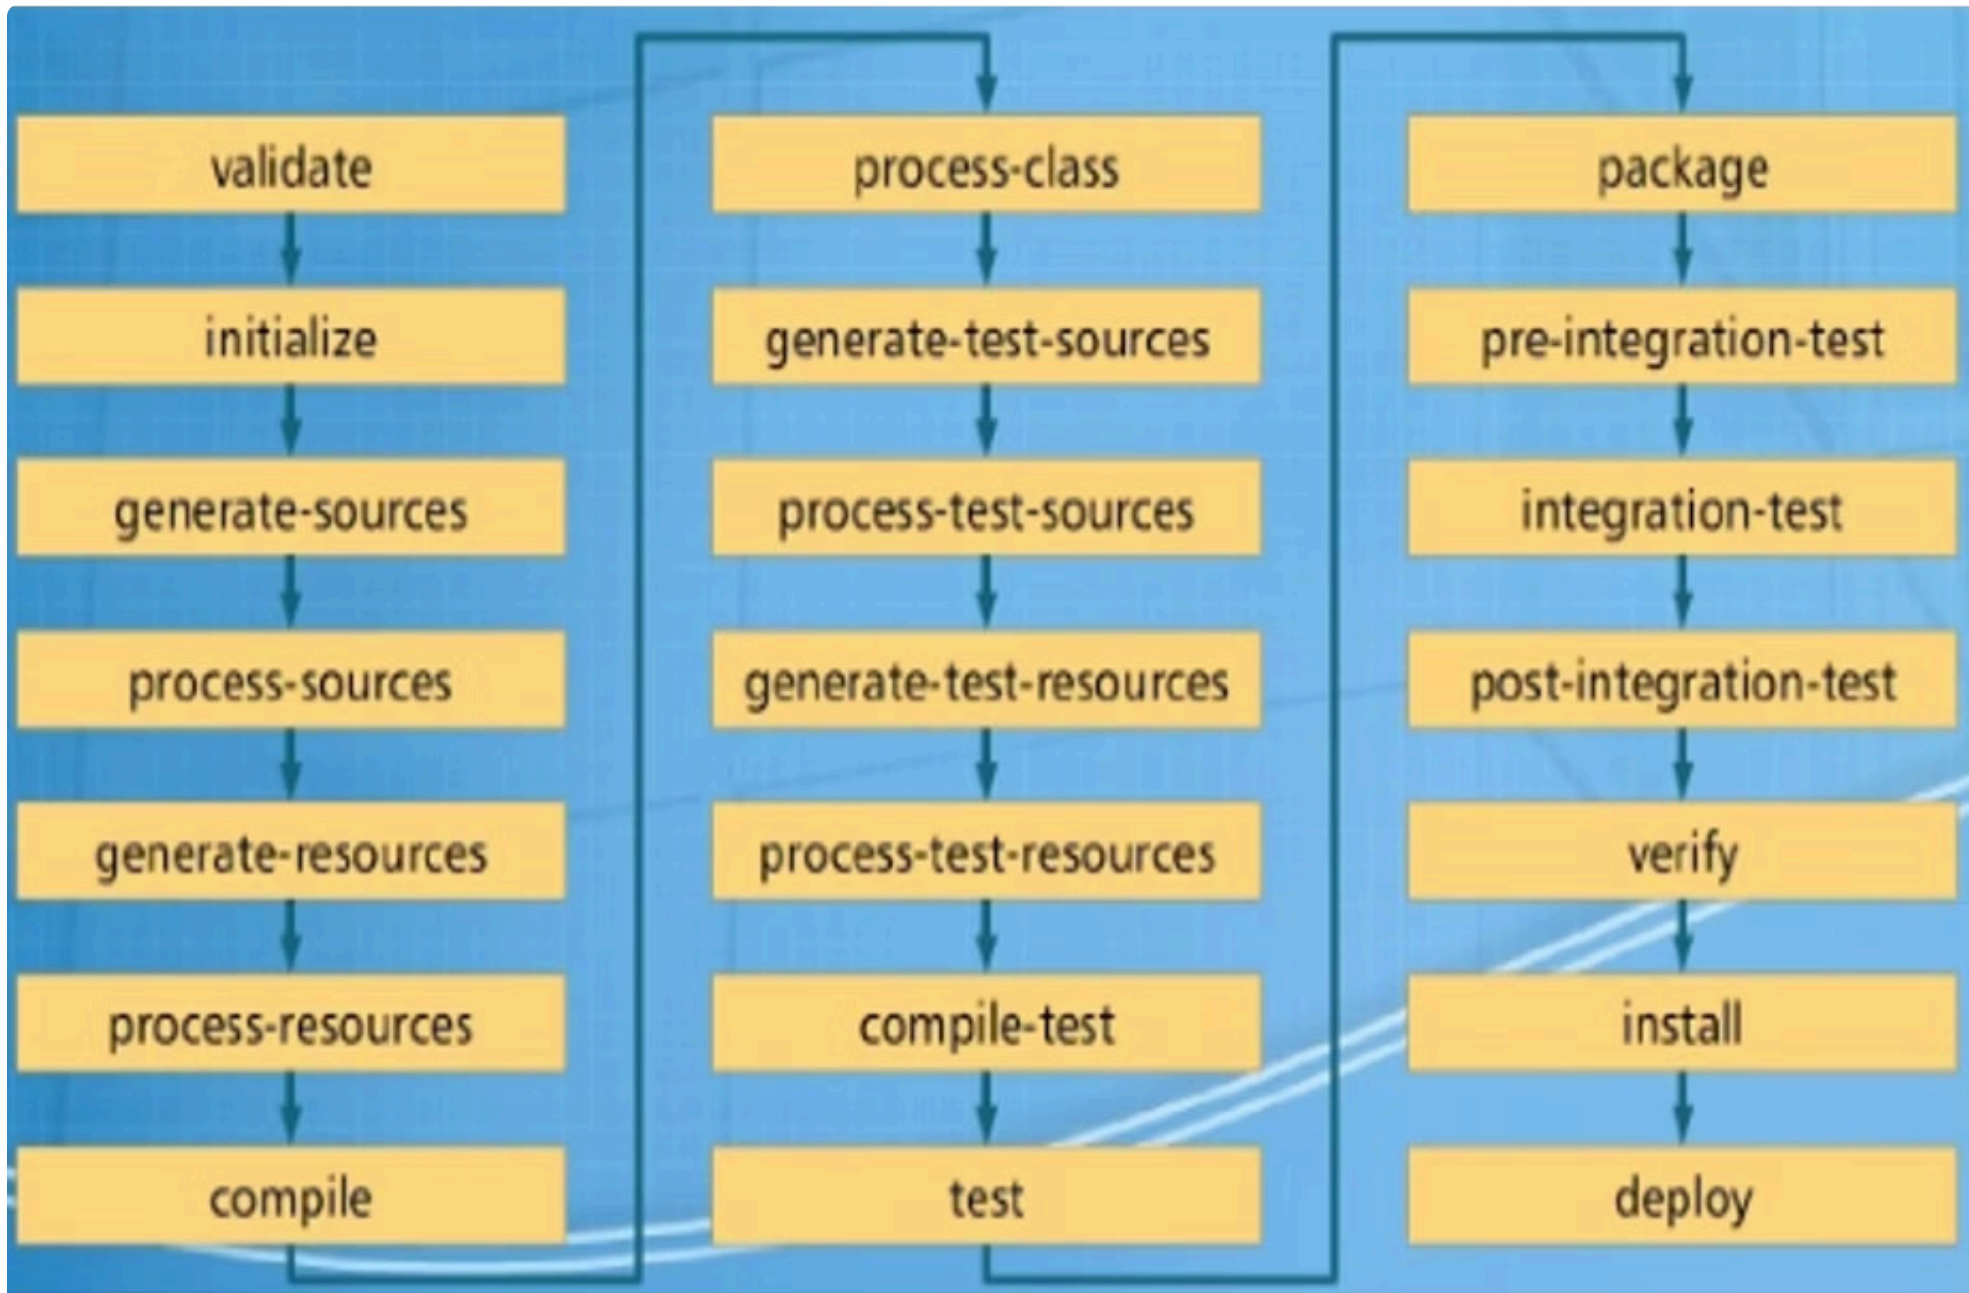 validate
initialize
generate-sources
process-sources
generate-resources
process-resources
compile
process-class
generate-test-sources
process-test-sources
generate-test-resources
process-test-resources
compile-test
test
package
pre-integration-test
integration-test
post-integration-test
verify
install
deploy